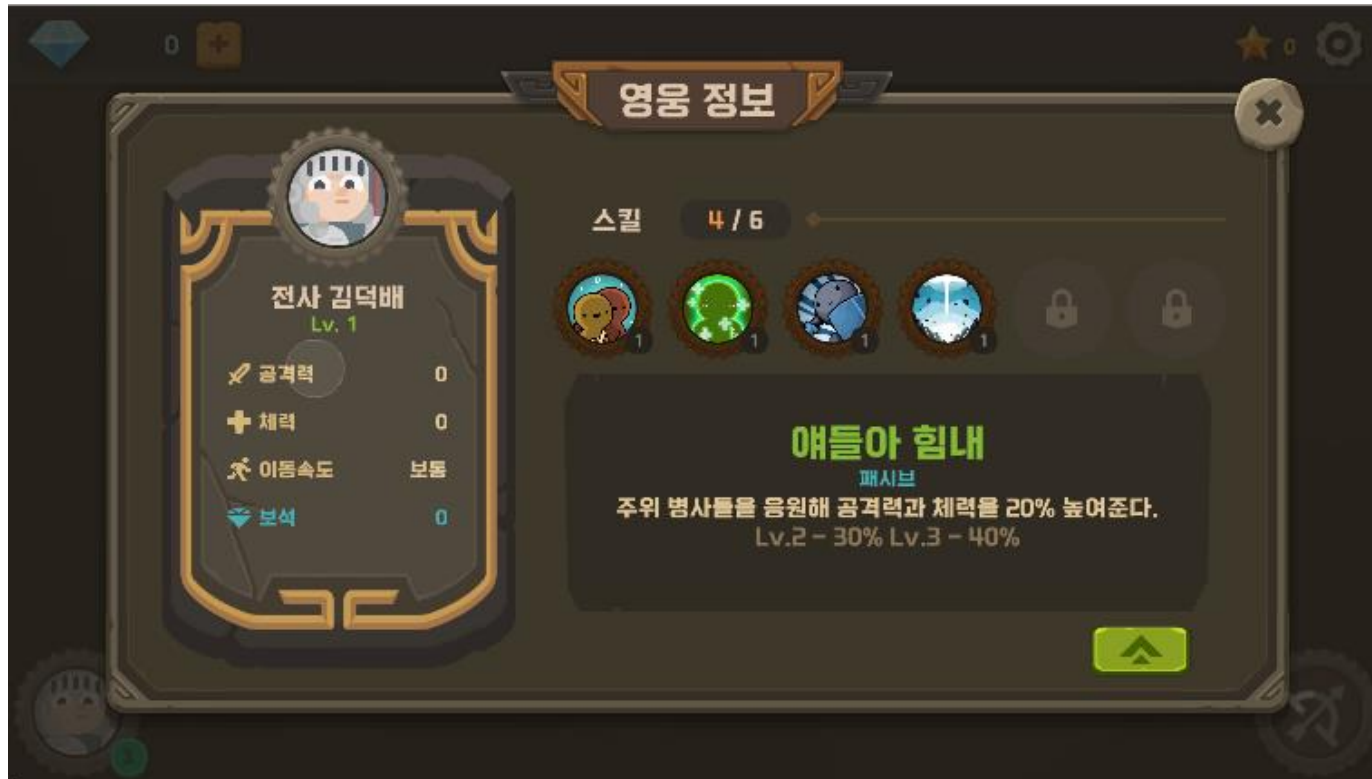 0
0
영웅 정보
전사 김덕배
Lv. 1
공격력 0
체력 0
이동속도 보통
보석 0
스킬 4 / 6
1
1
1
1
얘들아 힘내
패시브
주위 병사들을 응원해 공격력과 체력을 20% 높여준다.
Lv.2 – 30% Lv.3 – 40%
1